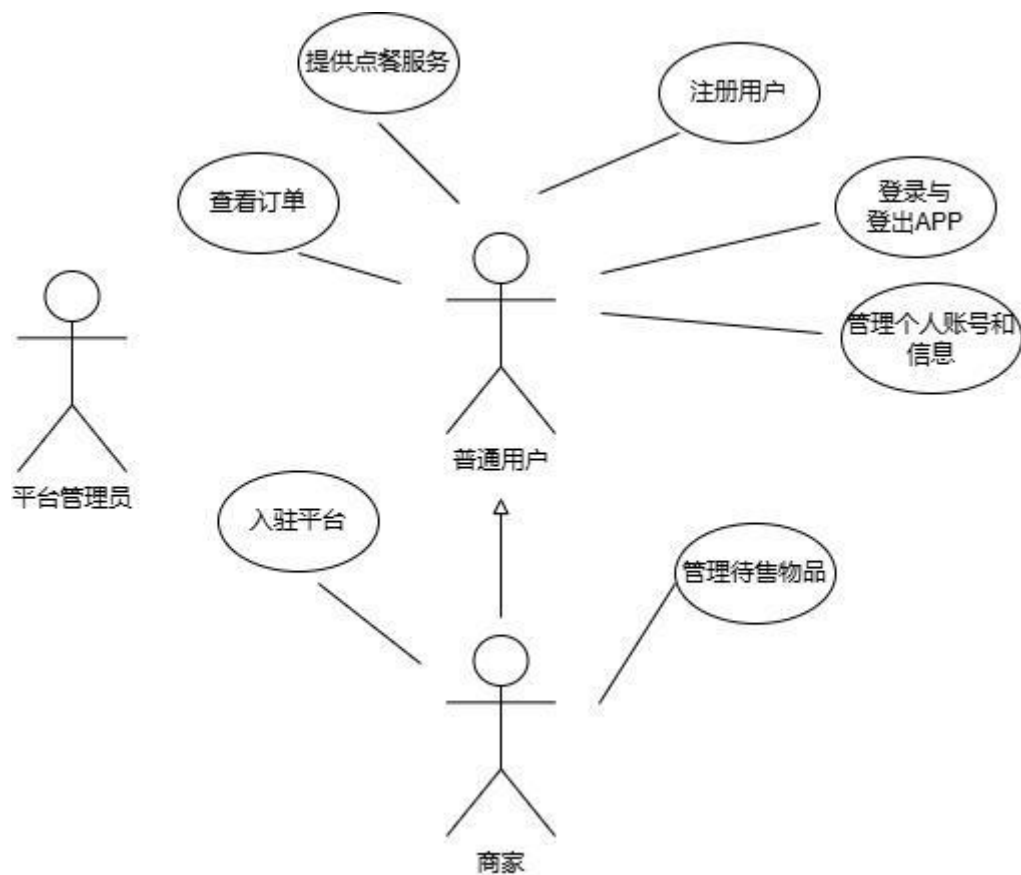 提供点餐服务
注册用户
查看订单
登录与
登出APP
管理个人账号和
信息
普通用户
平台管理员
入驻平台
管理待售物品
商家